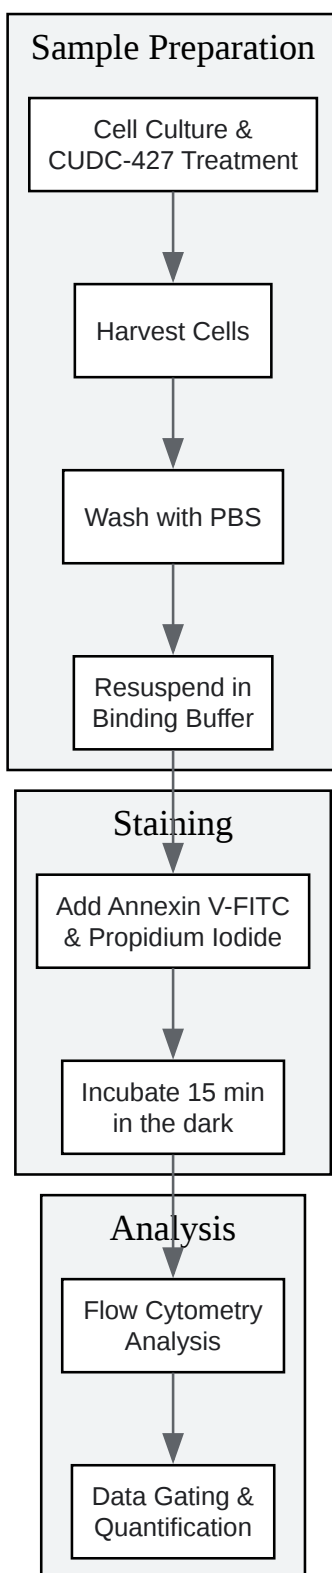 Sample Preparation
Cell Culture &
CUDC-427 Treatment
Harvest Cells
Wash with PBS
Resuspend in
Binding Buffer
Staining
Add Annexin V-FITC
& Propidium Iodide
Incubate 15 min
in the dark
Analysis
Flow Cytometry
Analysis
Data Gating &
Quantification